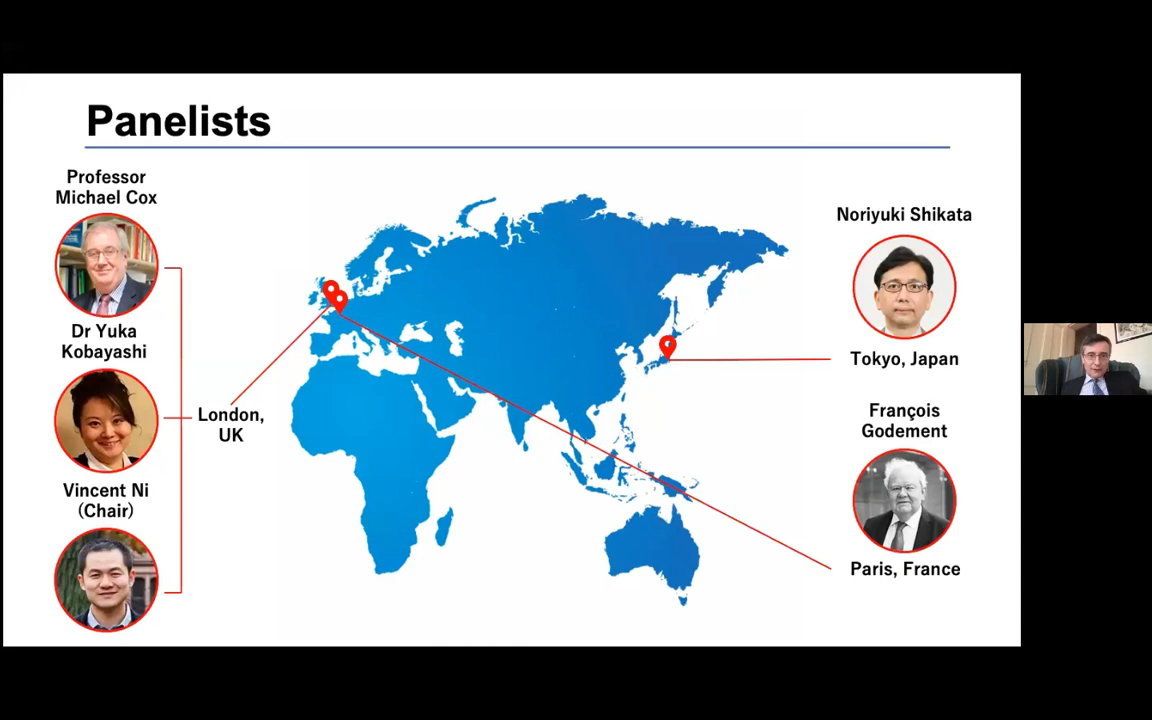 Panelists
Professor
Michael Cox
Dr Yuka
Kobayashi
Vincent Ni
(Chair)
London,
UK
Noriyuki Shikata
Tokyo, Japan
François
Godement
Paris, France